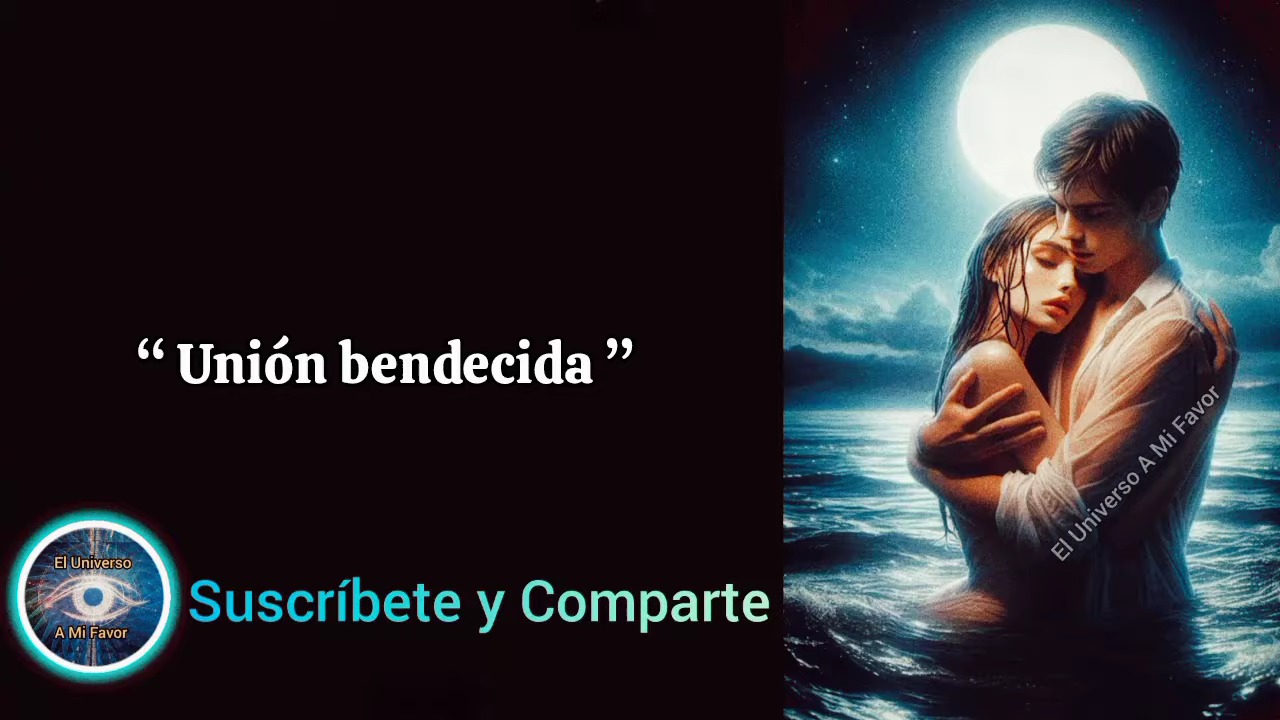 “ Unión bendecida ”
El Universo
A Mi Favor
Suscríbete y Comparte
El Universo A Mi Favor